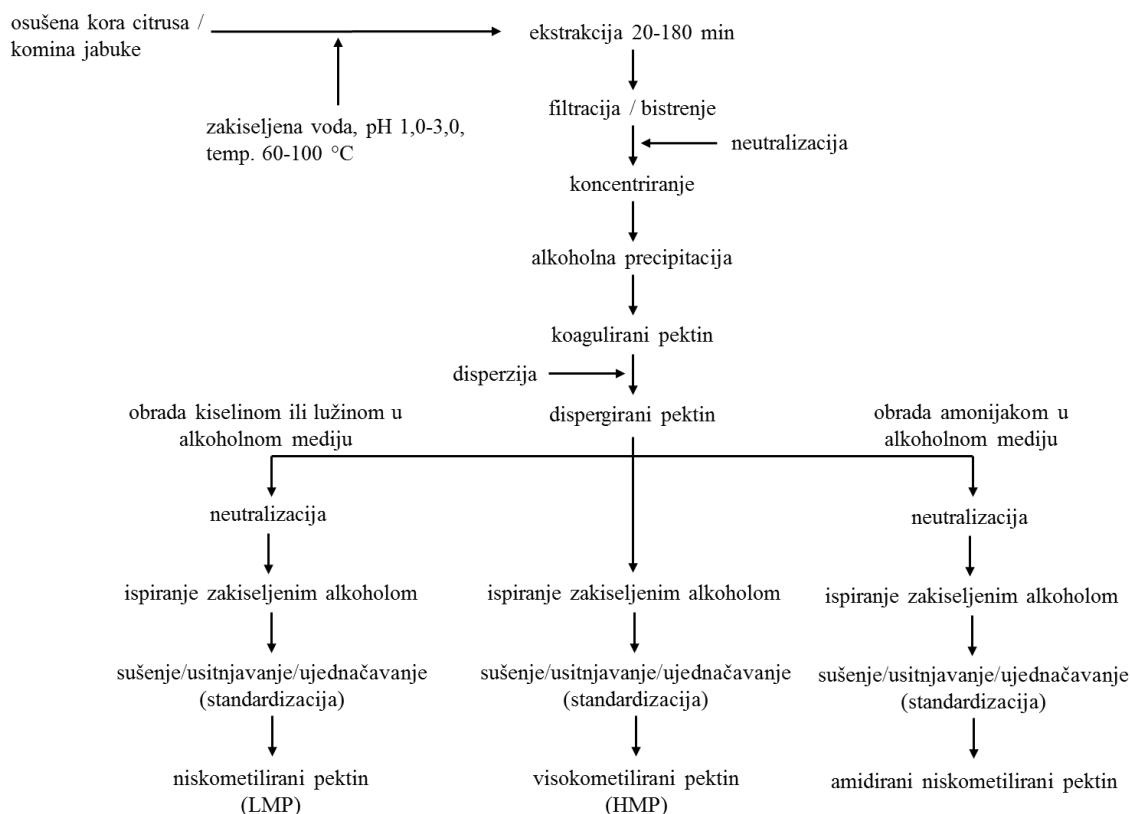 osušena kora citrusa /
komina jabuke
ekstrakcija 20-180 min
zakiseljena voda, pH 1,0-3,0,
temp. 60-100 °C
filtracija / bistrenje
neutralizacija
koncentriranje
alkoholna precipitacija
koagulirani pektin
disperzija
dispergirani pektin
obrada kiselinom ili lužinom u
alkoholnom mediju
obrada amonijakom u
alkoholnom mediju
neutralizacija
ispiranje zakiseljenim alkoholom
sušenje/usitnjavanje/ujednačavanje
(standardizacija)
niskometilirani pektin
(LMP)
ispiranje zakiseljenim alkoholom
sušenje/usitnjavanje/ujednačavanje
(standardizacija)
visokometilirani pektin
(HMP)
neutralizacija
ispiranje zakiseljenim alkoholom
sušenje/usitnjavanje/ujednačavanje
(standardizacija)
amidirani niskometilirani pektin